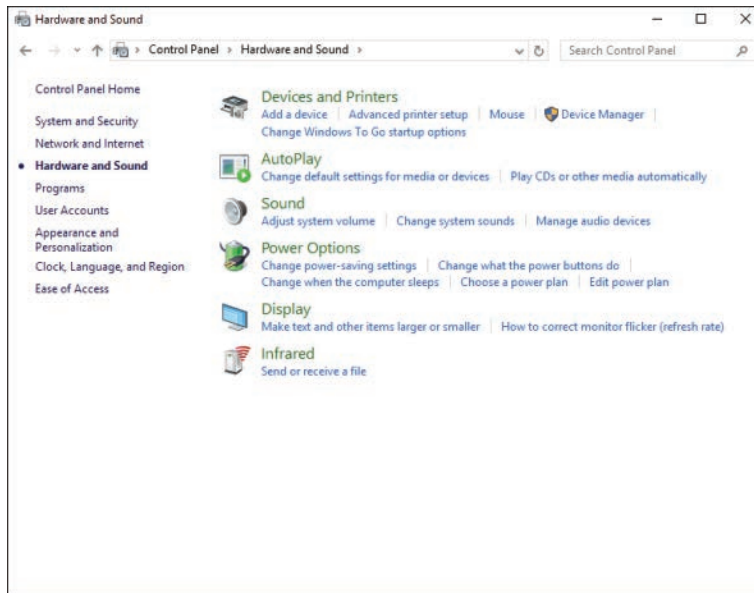 Hardware and Sound
Control Panel > Hardware and Sound >
Search Control Panel
Control Panel Home
System and Security
Network and Internet
Hardware and Sound
Programs
User Accounts
Appearance and
Personalization
Clock, Language, and Region
Ease of Access
Devices and Printers
Add a device | Advanced printer setup | Mouse | Device Manager |
Change Windows To Go startup options
AutoPlay
Change default settings for media or devices | Play CDs or other media automatically
Sound
Adjust system volume | Change system sounds | Manage audio devices
Power Options
Change power-saving settings | Change what the power buttons do |
Change when the computer sleeps | Choose a power plan | Edit power plan
Display
Make text and other items larger or smaller | How to correct monitor flicker (refresh rate)
Infrared
Send or receive a file